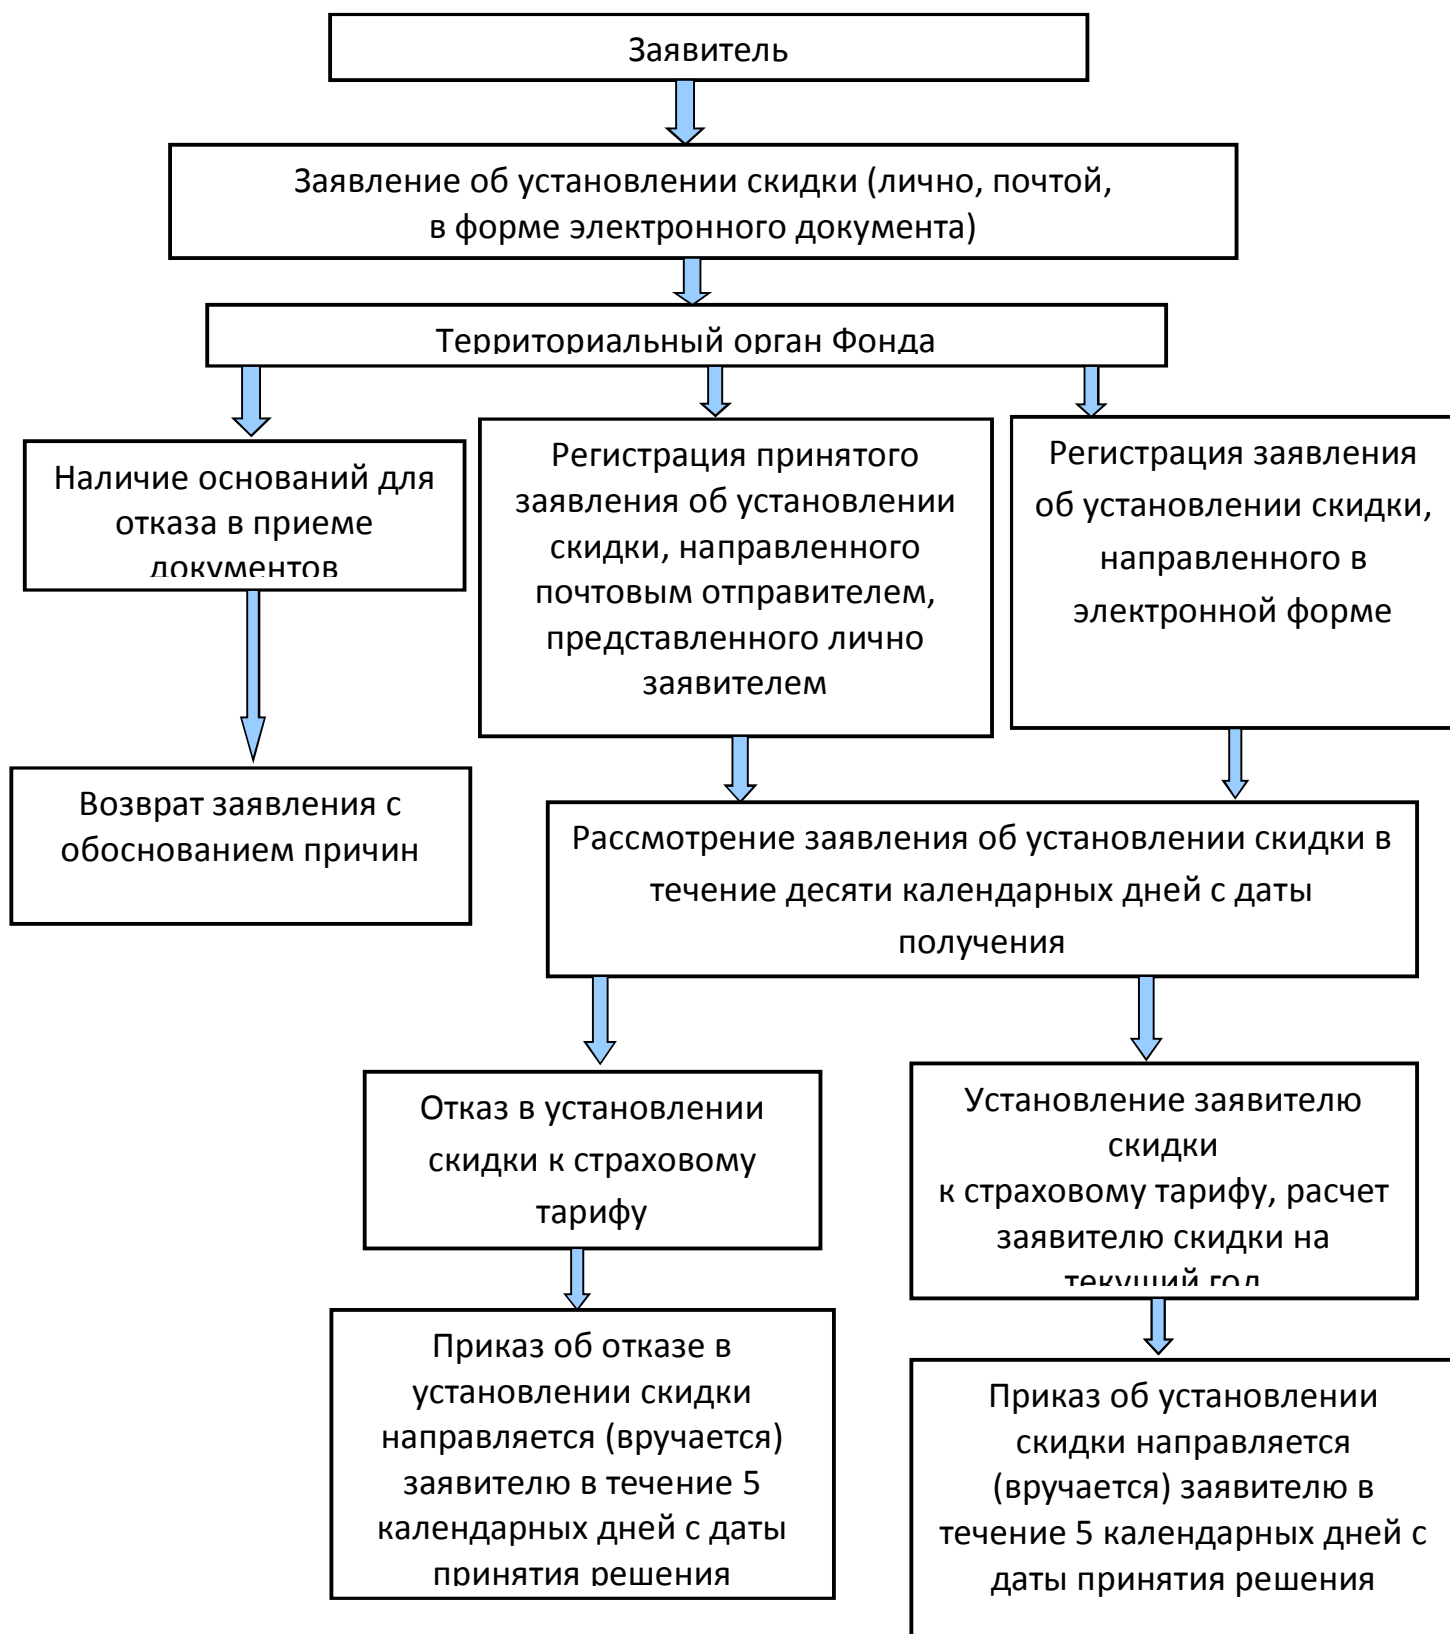 Заявитель
Заявление об установлении скидки (лично, почтой,
в форме электронного документа)
Территориальный орган Фонда
Наличие оснований для
отказа в приеме
документов
Регистрация принятого
заявления об установлении
скидки, направленного
почтовым отправителем,
представленного лично
заявителем
Регистрация заявления
об установлении скидки,
направленного в
электронной форме
Возврат заявления с
обоснованием причин
Рассмотрение заявления об установлении скидки в
течение десяти календарных дней с даты
получения
Отказ в установлении
скидки к страховому
тарифу
Установление заявителю
скидки
к страховому тарифу, расчет
заявителю скидки на
текущий год
Приказ об отказе в
установлении скидки
направляется (вручается)
заявителю в течение 5
календарных дней с даты
принятия решения
Приказ об установлении
скидки направляется
(вручается) заявителю в
течение 5 календарных дней с
даты принятия решения